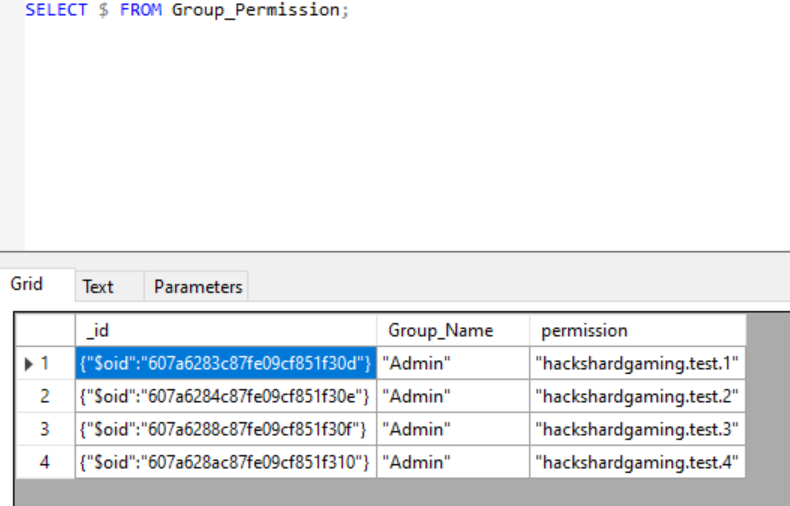 SELECT $ FROM Group_Permission;
Grid Text Parameters
_id Group_Name permission
1 {"$oid":"607a6283c87fe09cf851f30d"} "Admin" "hackshardgaming.test.1"
2 {"$oid":"607a6284c87fe09cf851f30e"} "Admin" "hackshardgaming.test.2"
3 {"$oid":"607a6288c87fe09cf851f30f"} "Admin" "hackshardgaming.test.3"
4 {"$oid":"607a628ac87fe09cf851f310"} "Admin" "hackshardgaming.test.4"